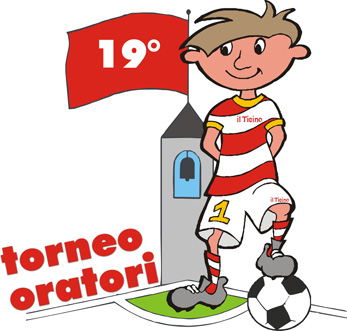 19°
il Ticino
il Ticino
1
torneo
oratori